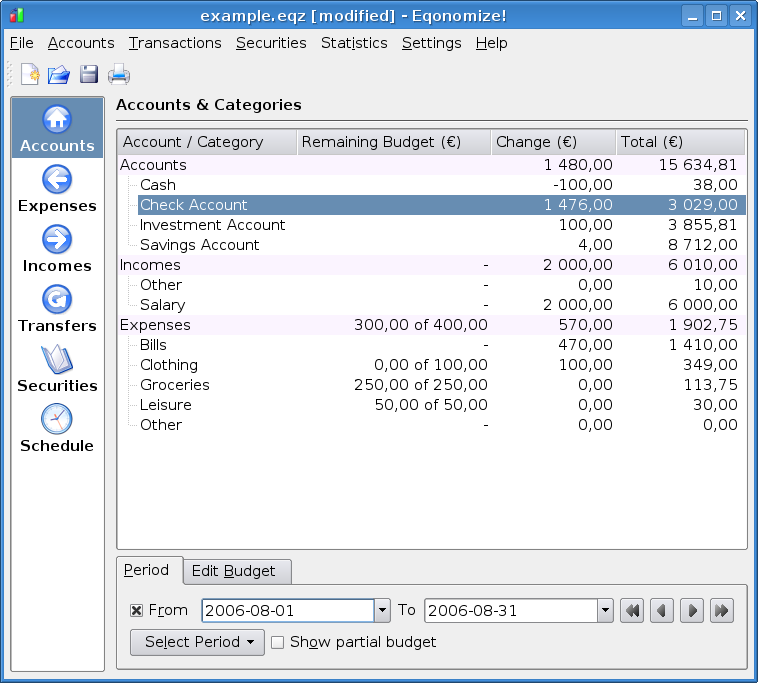 example.eqz [modified] - Eqonomize!
File Accounts Transactions Securities Statistics Settings Help
Accounts & Categories
Accounts
Expenses
Incomes
Transfers
Securities
Schedule
Account / Category Remaining Budget (€) Change (€) Total (€)
Accounts 1 480,00 15 634,81
Cash -100,00 38,00
Check Account 1 476,00 3 029,00
Investment Account 100,00 3 855,81
Savings Account 4,00 8 712,00
Incomes - 2 000,00 6 010,00
Other - 0,00 10,00
Salary - 2 000,00 6 000,00
Expenses 300,00 of 400,00 570,00 1 902,75
Bills - 470,00 1 410,00
Clothing 0,00 of 100,00 100,00 349,00
Groceries 250,00 of 250,00 0,00 113,75
Leisure 50,00 of 50,00 0,00 30,00
Other - 0,00 0,00
Period Edit Budget
From 2006-08-01 To 2006-08-31
Select Period Show partial budget